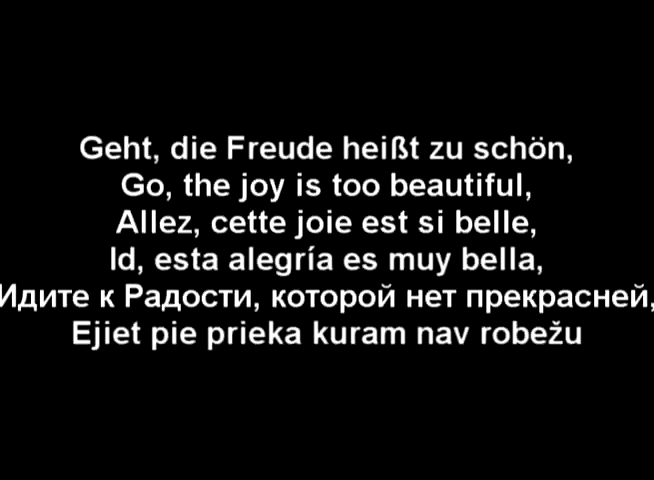 Geht, die Freude heißt zu schön,
Go, the joy is too beautiful,
Allez, cette joie est si belle,
Id, esta alegría es muy bella,
Идите к Радости, которой нет прекрасней,
Ejiet pie prieka kuram nav robežu